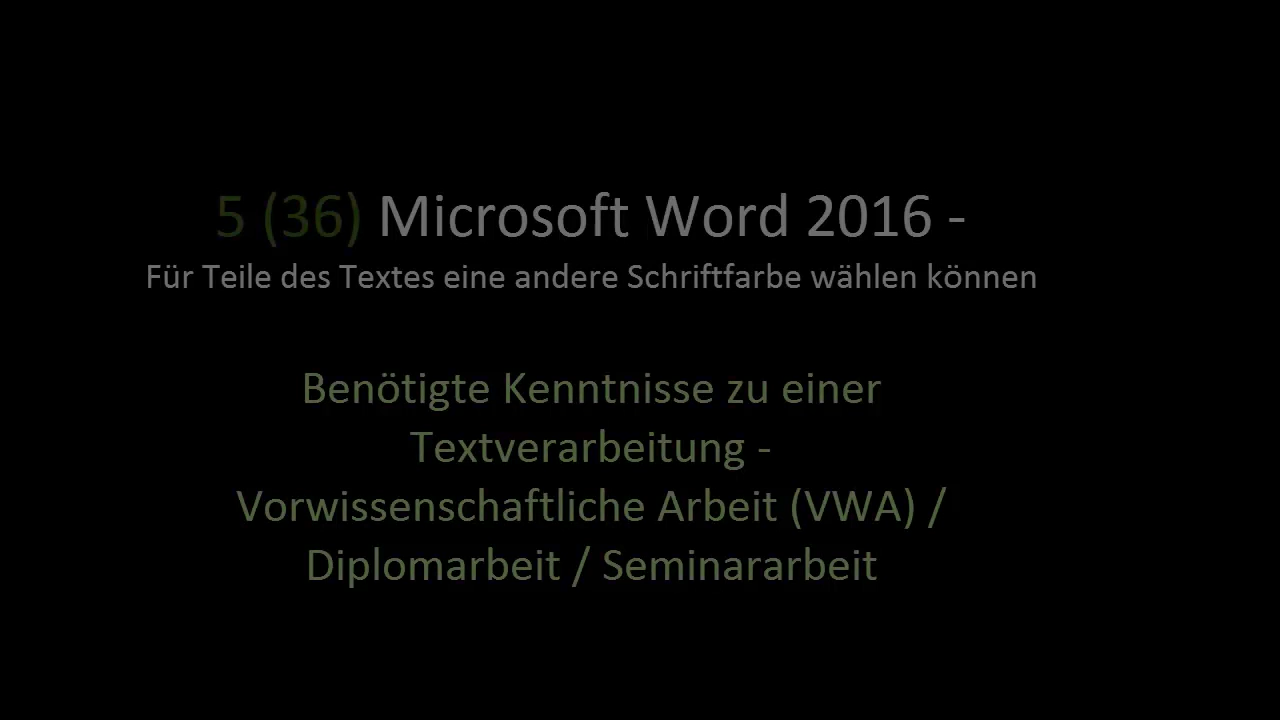 5 (36) Microsoft Word 2016 -
Für Teile des Textes eine andere Schriftfarbe wählen können
Benötigte Kenntnisse zu einer
Textverarbeitung -
Vorwissenschaftliche Arbeit (VWA) /
Diplomarbeit / Seminararbeit